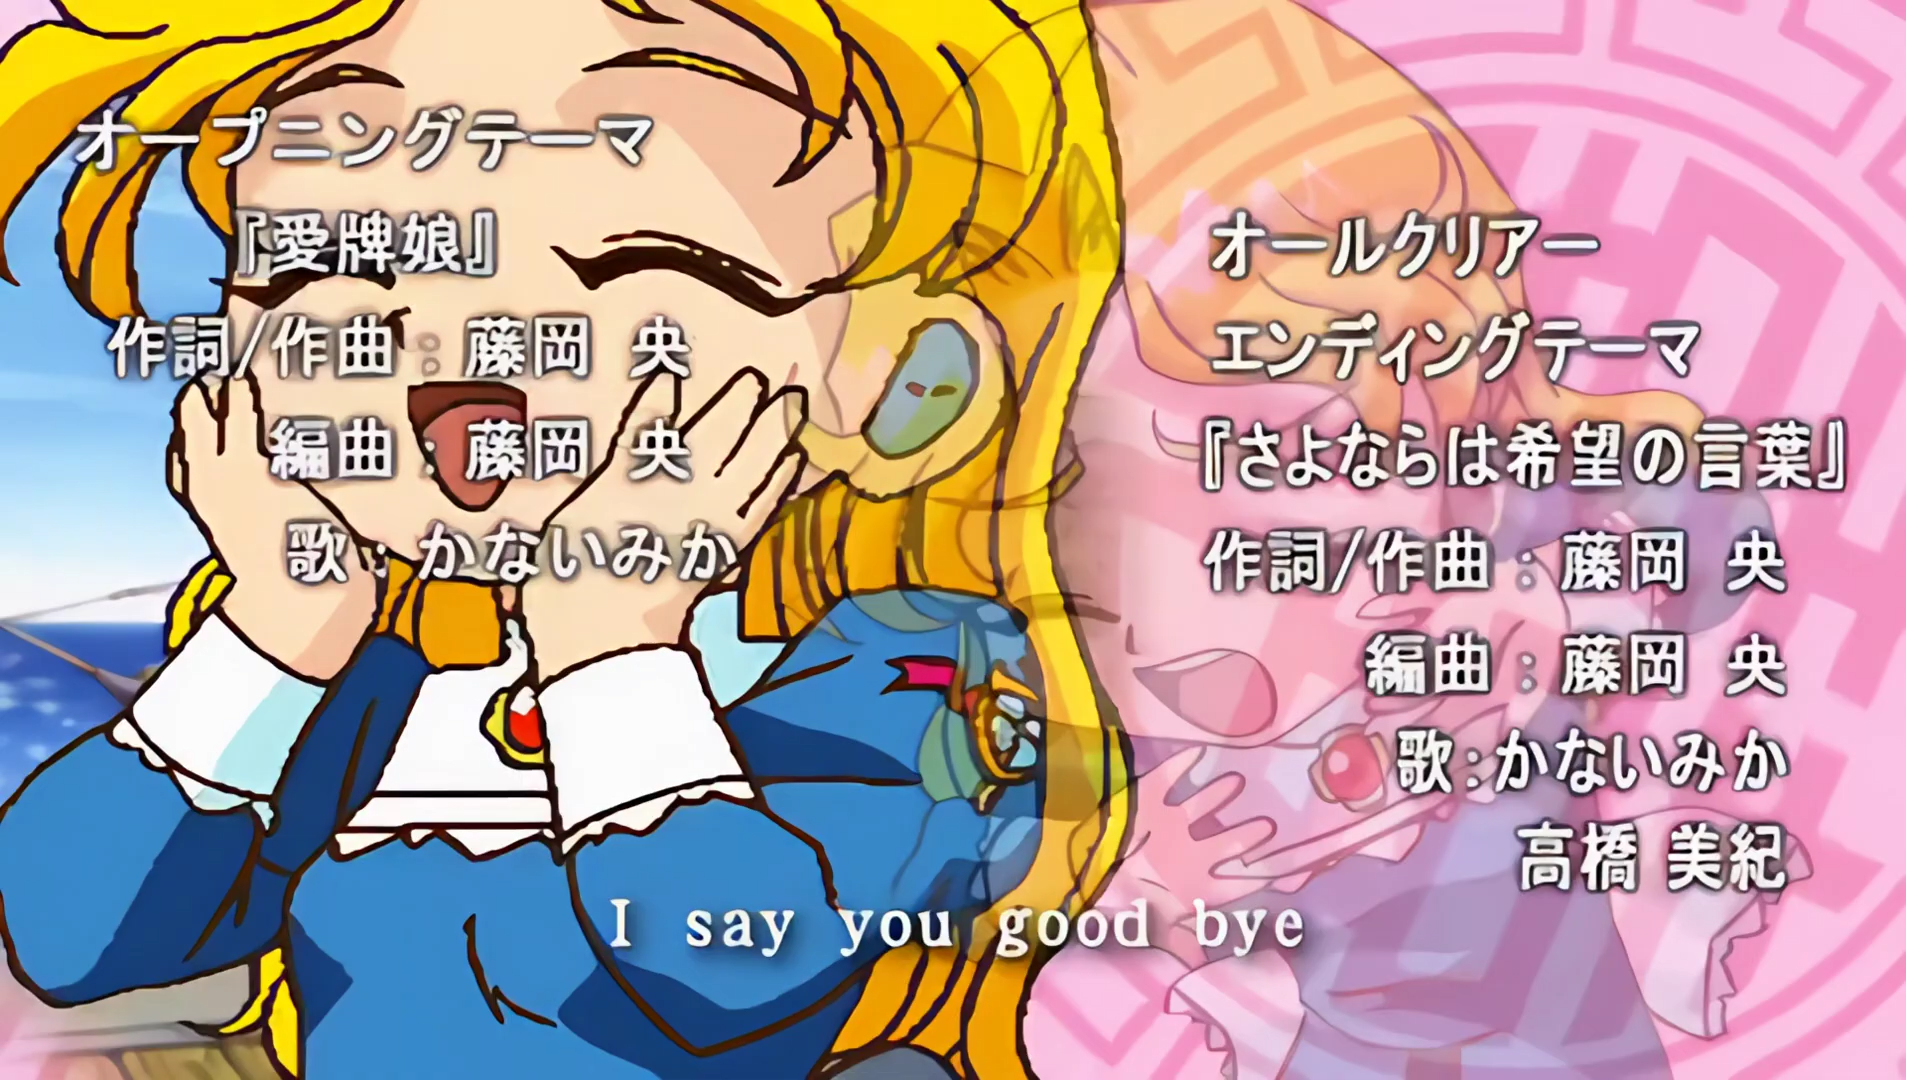 オープニングテーマ
『愛牌娘』
作詞/作曲：藤岡 央
編曲：藤岡 央
歌：かないみか
オールクリアー
エンディングテーマ
『さよならは希望の言葉』
作詞/作曲：藤岡 央
編曲：藤岡 央
歌：かないみか
高橋 美紀
I say you good bye